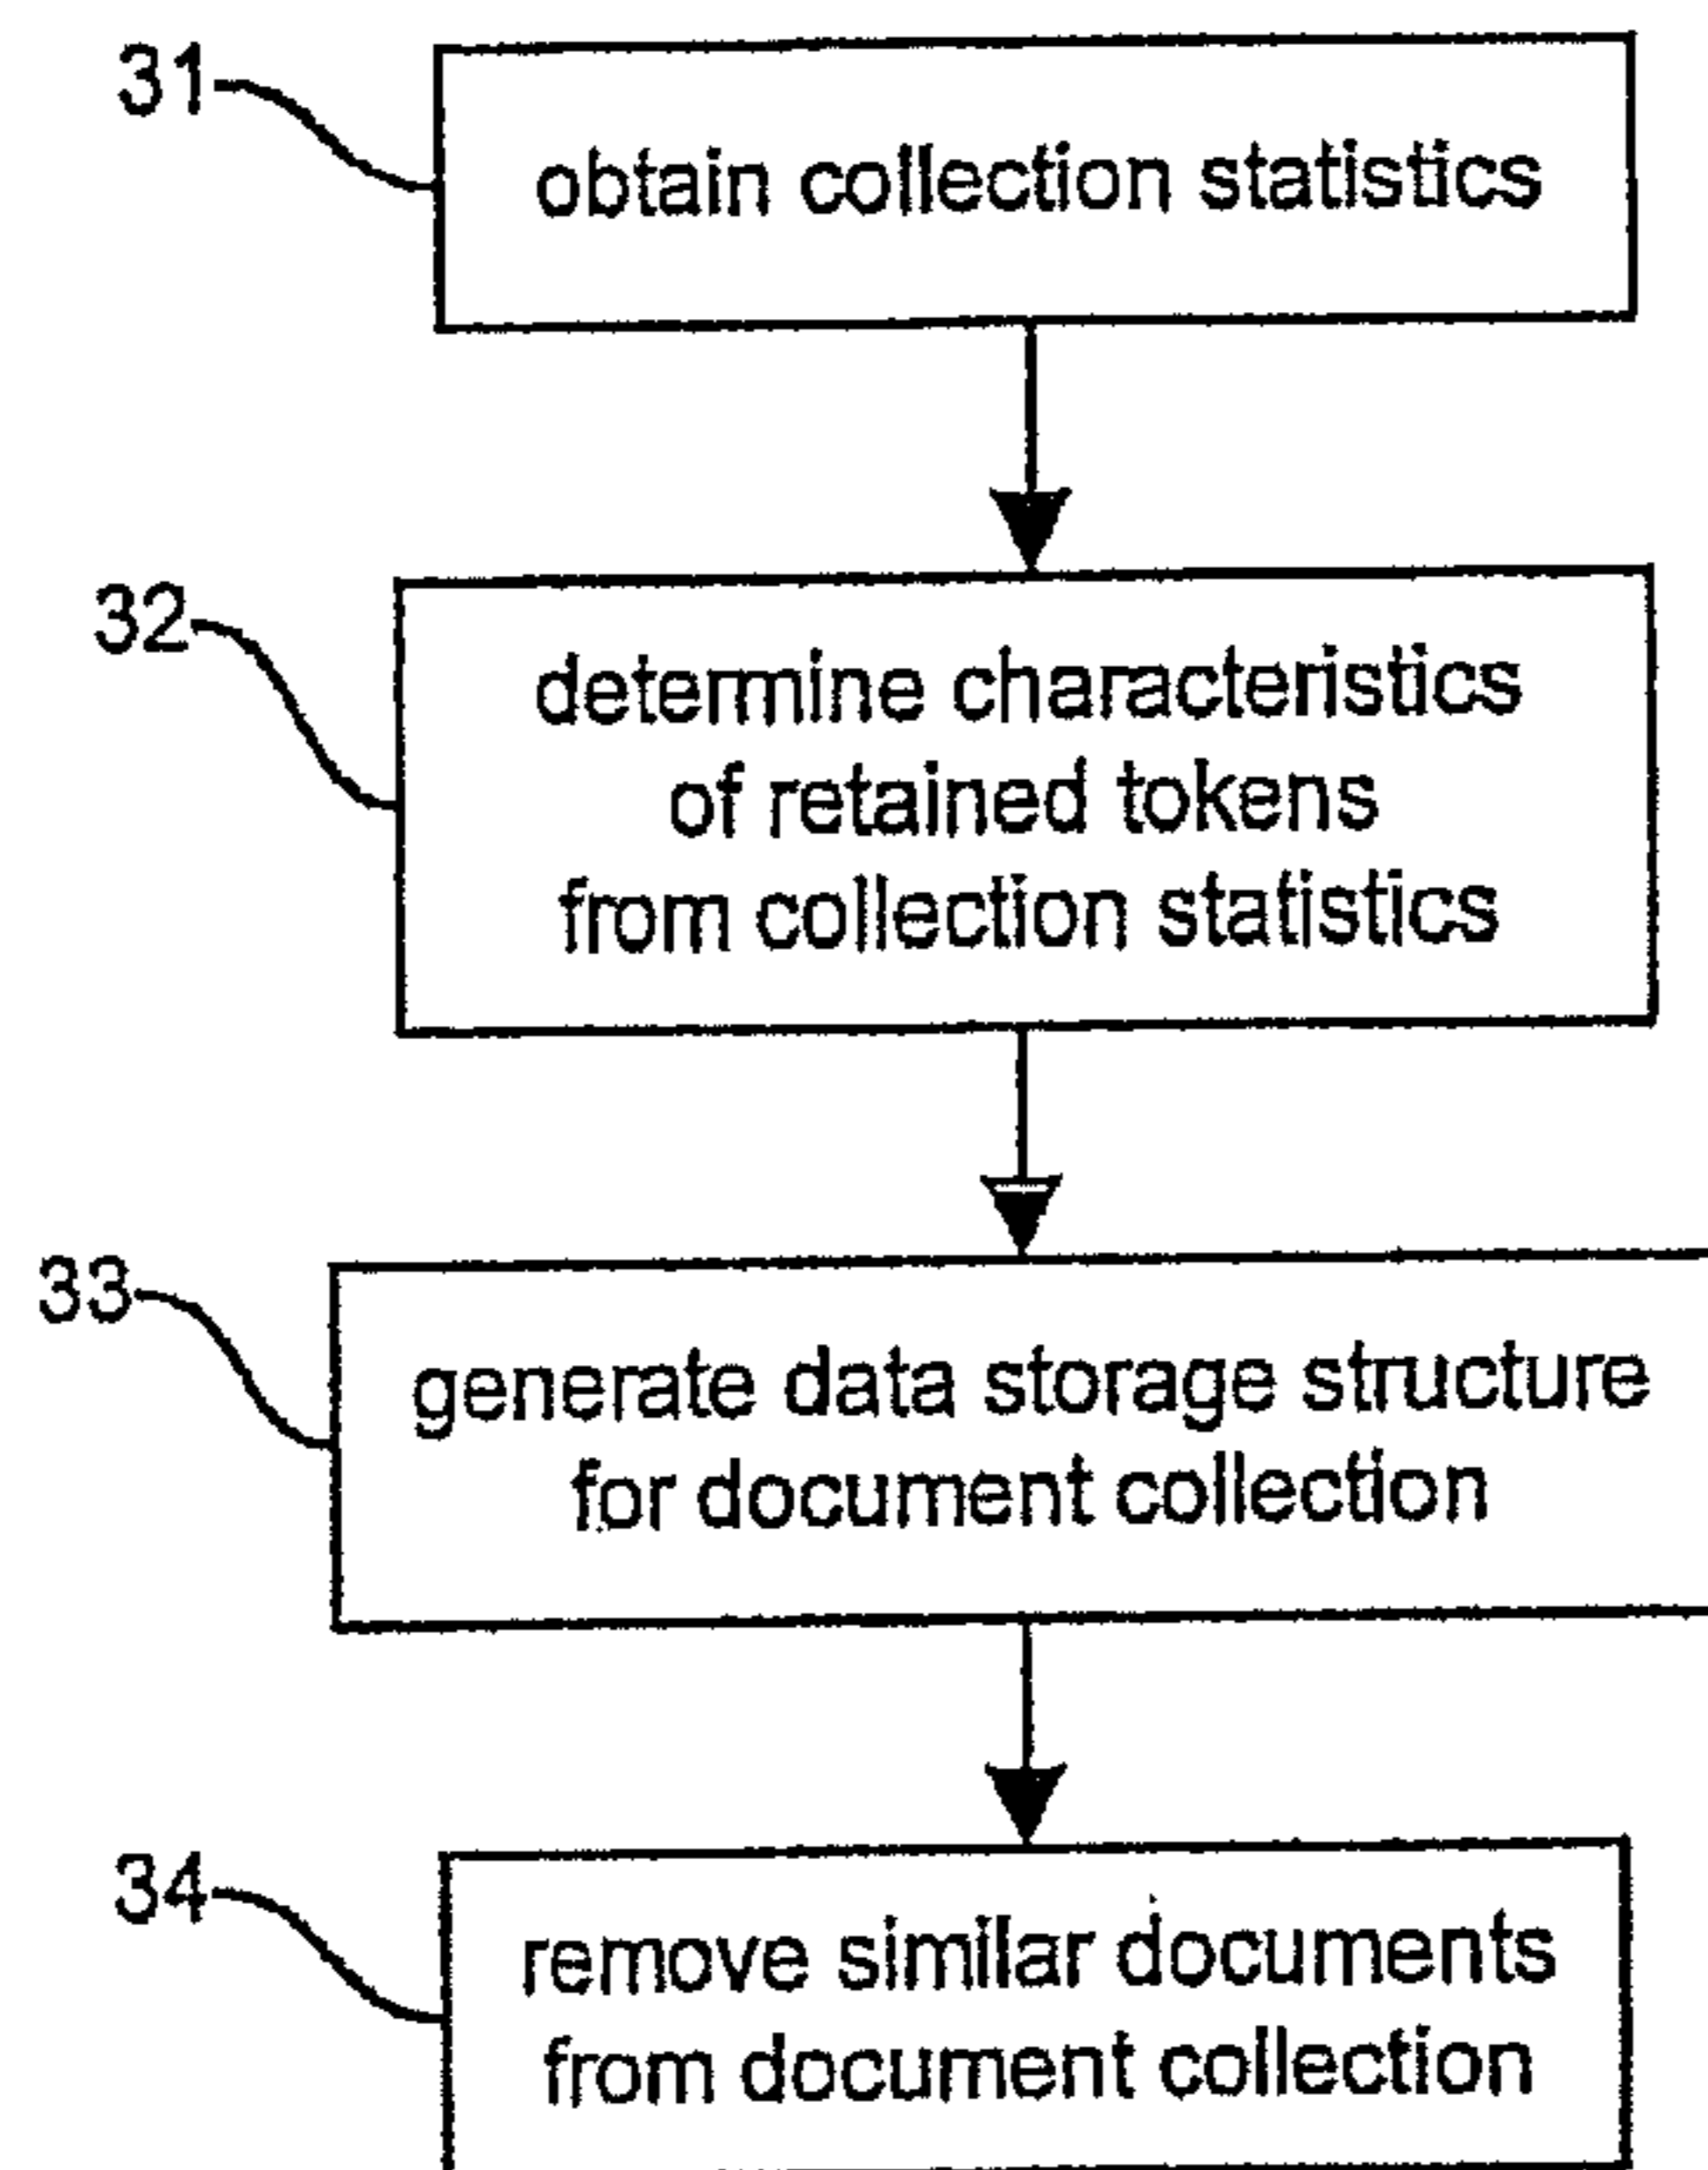 31
obtain collection statistics
32
determine characteristics
of retained tokens
from collection statistics
33
generate data storage structure
for document collection
34
remove similar documents
from document collection